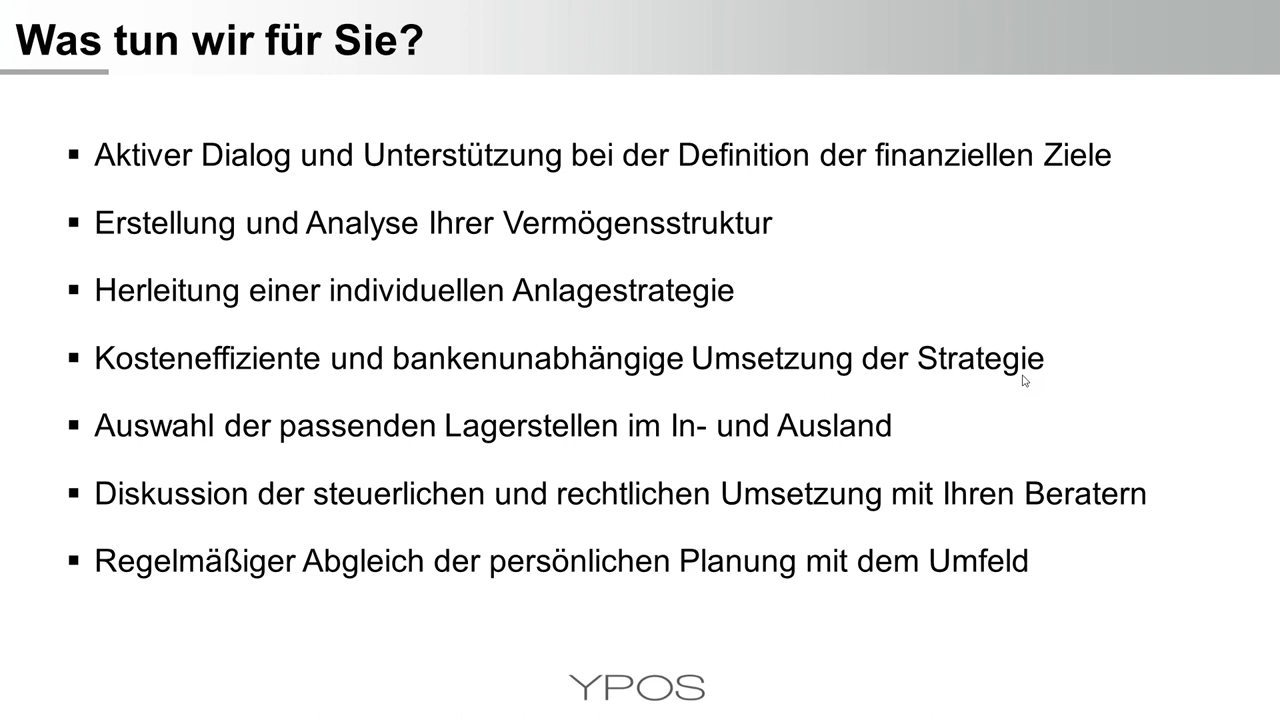 Was tun wir für Sie?
▪ Aktiver Dialog und Unterstützung bei der Definition der finanziellen Ziele
▪ Erstellung und Analyse Ihrer Vermögensstruktur
▪ Herleitung einer individuellen Anlagestrategie
▪ Kosteneffiziente und bankenunabhängige Umsetzung der Strategie
▪ Auswahl der passenden Lagerstellen im In- und Ausland
▪ Diskussion der steuerlichen und rechtlichen Umsetzung mit Ihren Beratern
▪ Regelmäßiger Abgleich der persönlichen Planung mit dem Umfeld
YPOS